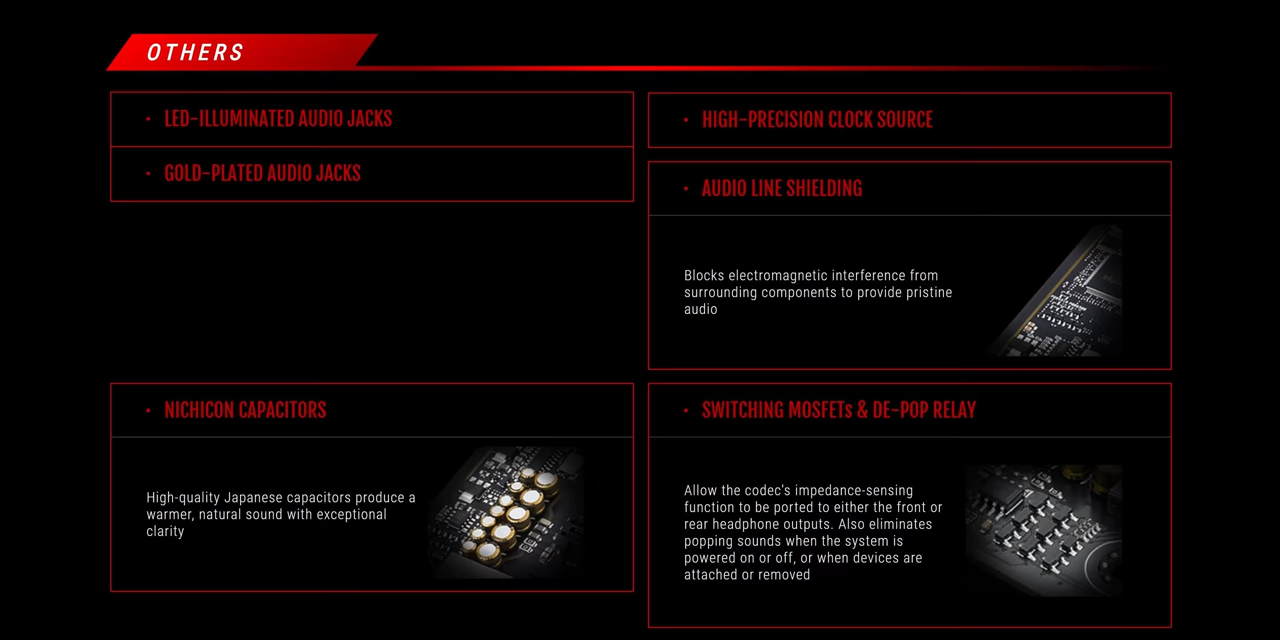 OTHERS
• LED-ILLUMINATED AUDIO JACKS
• GOLD-PLATED AUDIO JACKS
• HIGH-PRECISION CLOCK SOURCE
• AUDIO LINE SHIELDING
Blocks electromagnetic interference from
surrounding components to provide pristine
audio
• NICHICON CAPACITORS
High-quality Japanese capacitors produce a
warmer, natural sound with exceptional
clarity
• SWITCHING MOSFETs & DE-POP RELAY
Allow the codec's impedance-sensing
function to be ported to either the front or
rear headphone outputs. Also eliminates
popping sounds when the system is
powered on or off, or when devices are
attached or removed